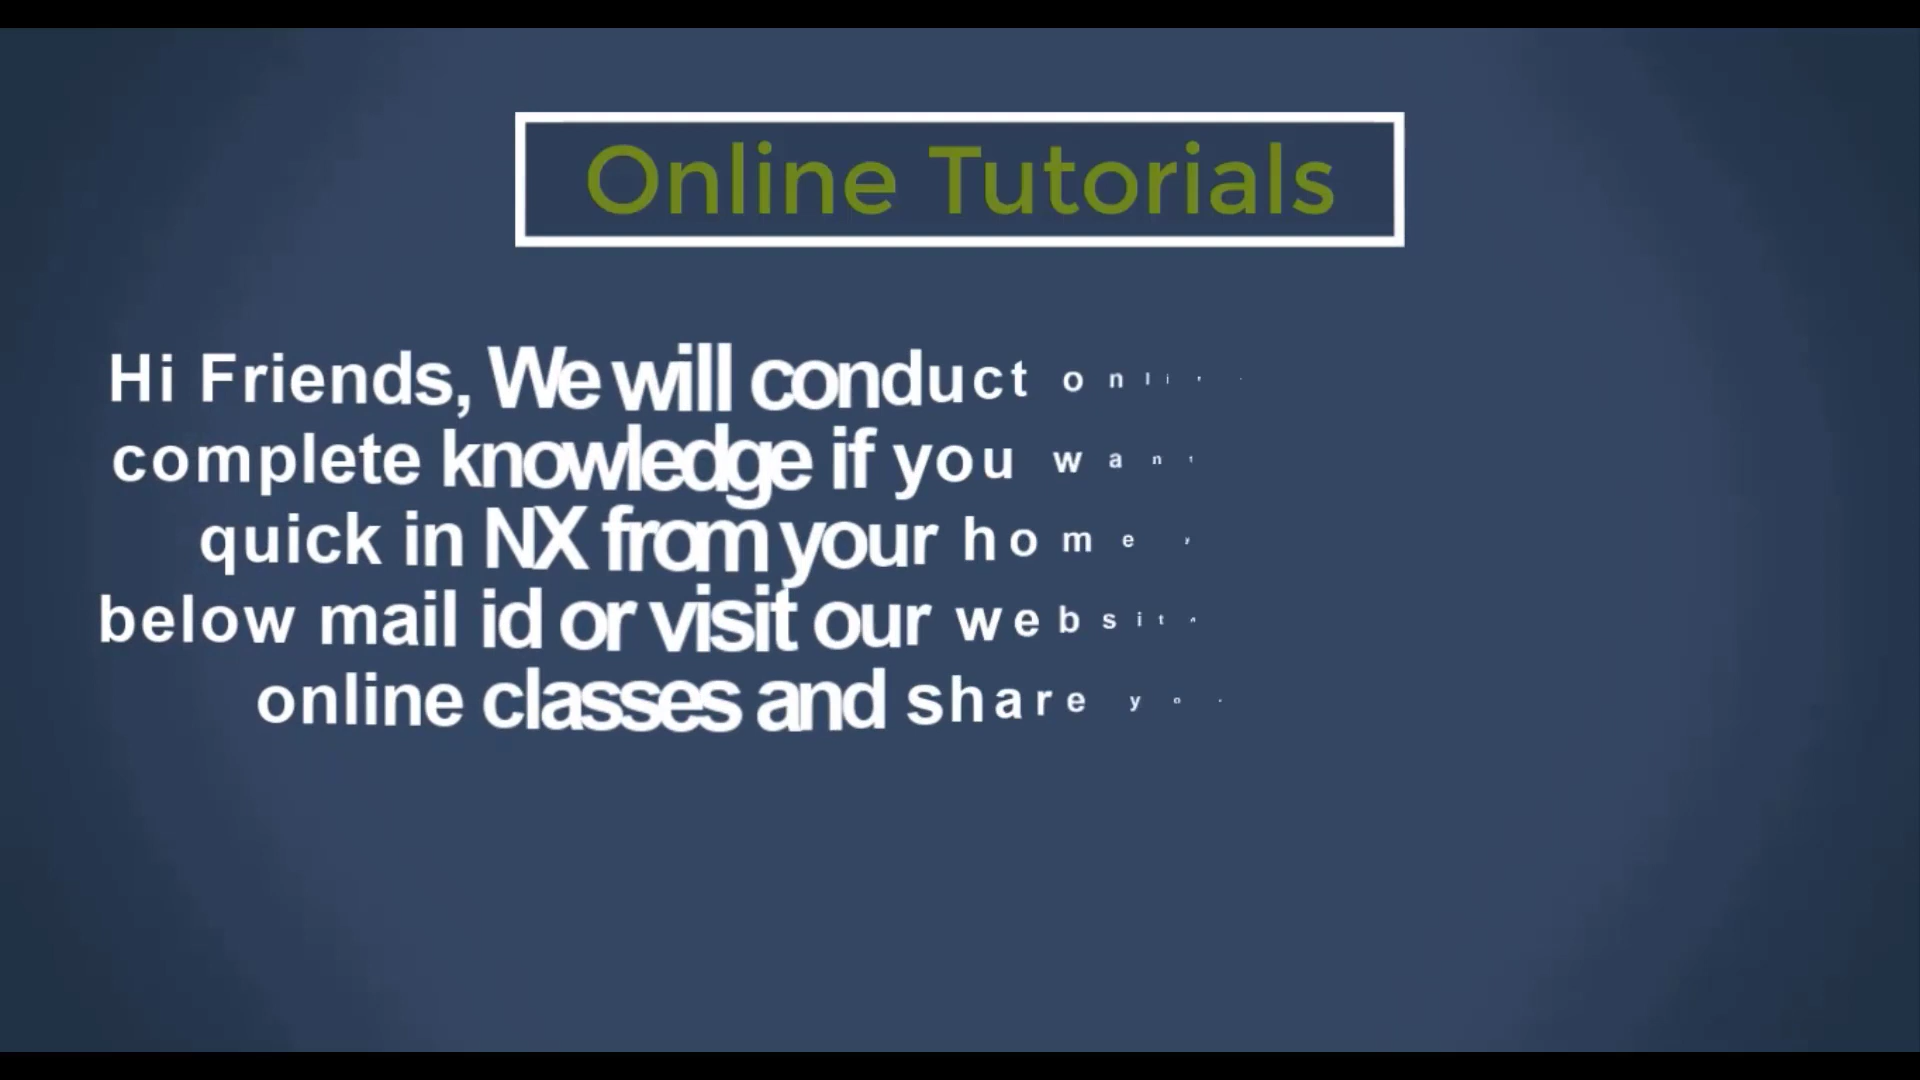 Online Tutorials
Hi Friends, We will conduct
complete knowledge if you want
quick in NX from your home
below mail id or visit our
online classes and share